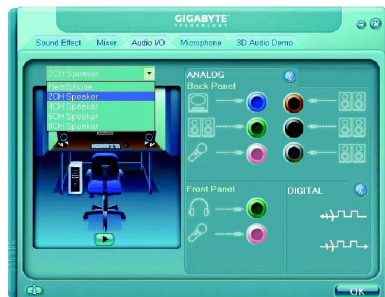 GIGABYTE
TECHNOLOGY
Sound Effect
Mixer
Audio I/O
Microphone
3D Audio Demo
2CH Speaker
Headphone
2CH Speaker
4CH Speaker
6CH Speaker
8CH Speaker
ANALOG
Back Panel
Front Panel
DIGITAL
OK